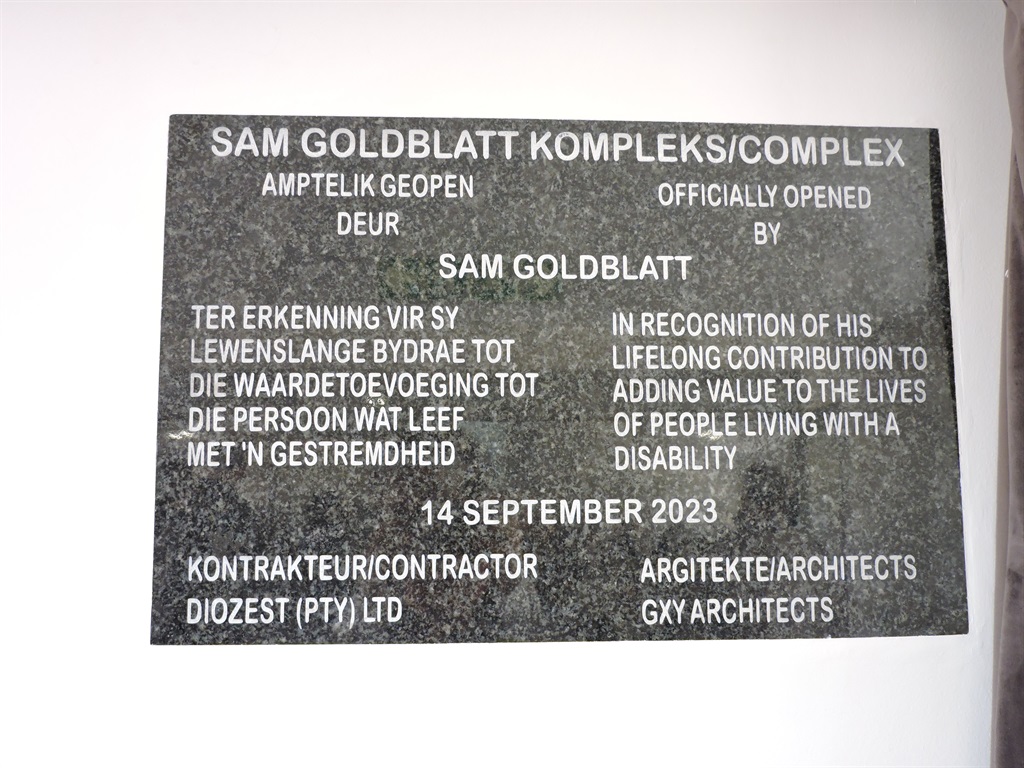 SAM GOLDBLATT KOMPLEKS/COMPLEX
AMPTELIK GEOPEN
DEUR
OFFICIALLY OPENED
BY
SAM GOLDBLATT
TER ERKENNING VIR SY
LEWENSLANGE BYDRAE TOT
DIE WAARDETOEVOEGING TOT
DIE PERSOON WAT LEEF
MET 'N GESTREMDHEID
IN RECOGNITION OF HIS
LIFELONG CONTRIBUTION TO
ADDING VALUE TO THE LIVES
OF PEOPLE LIVING WITH A
DISABILITY
14 SEPTEMBER 2023
KONTRAKTEUR/CONTRACTOR
DIOZEST (PTY) LTD
ARGITEKTE/ARCHITECTS
GXY ARCHITECTS